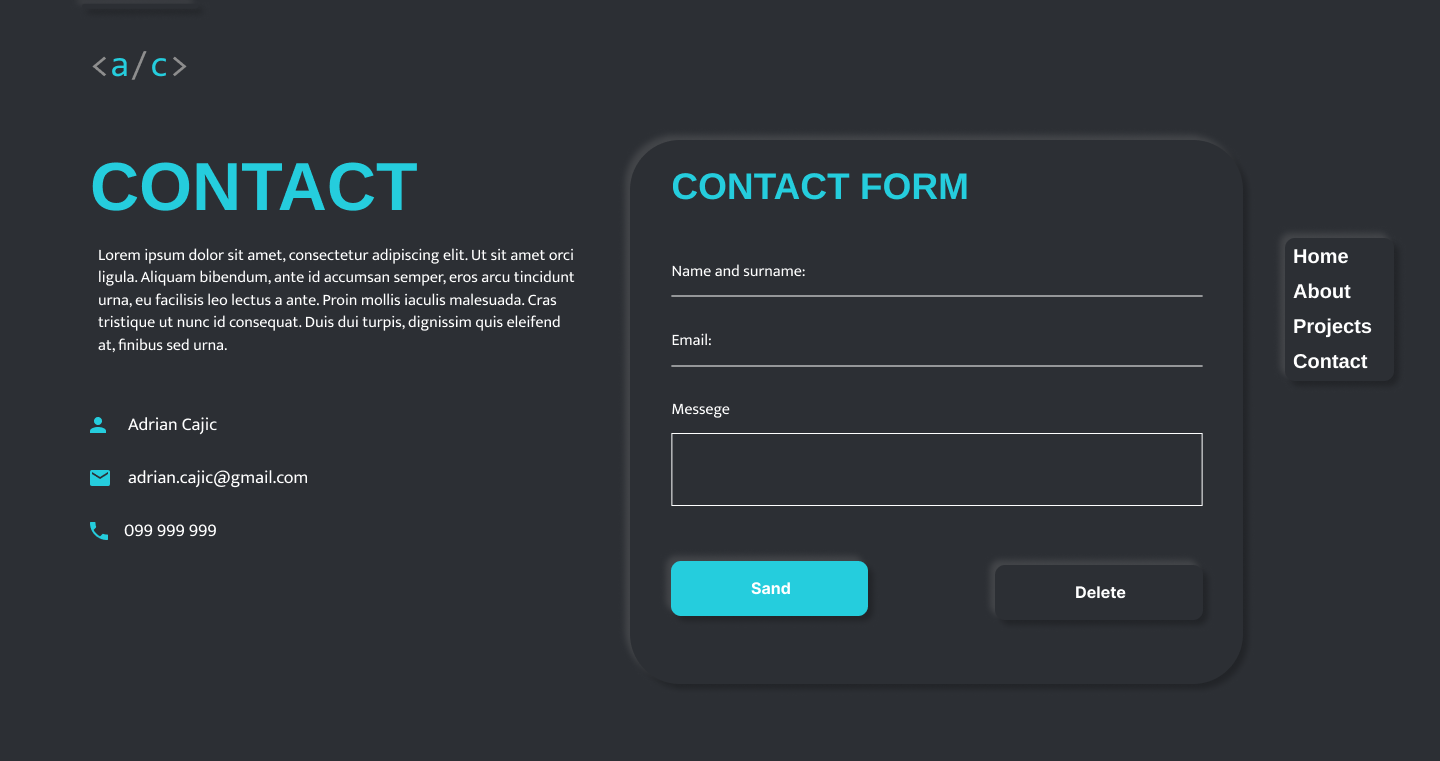 <a/c>
CONTACT
Lorem ipsum dolor sit amet, consectetur adipiscing elit. Ut sit amet orci
ligula. Aliquam bibendum, ante id accumsan semper, eros arcu tincidunt
urna, eu facilisis leo lectus a ante. Proin mollis iaculis malesuada. Cras
tristique ut nunc id consequat. Duis dui turpis, dignissim quis eleifend
at, finibus sed urna.
Adrian Cajic
adrian.cajic@gmail.com
099 999 999
CONTACT FORM
Name and surname:
Email:
Messege
Sand
Delete
Home
About
Projects
Contact